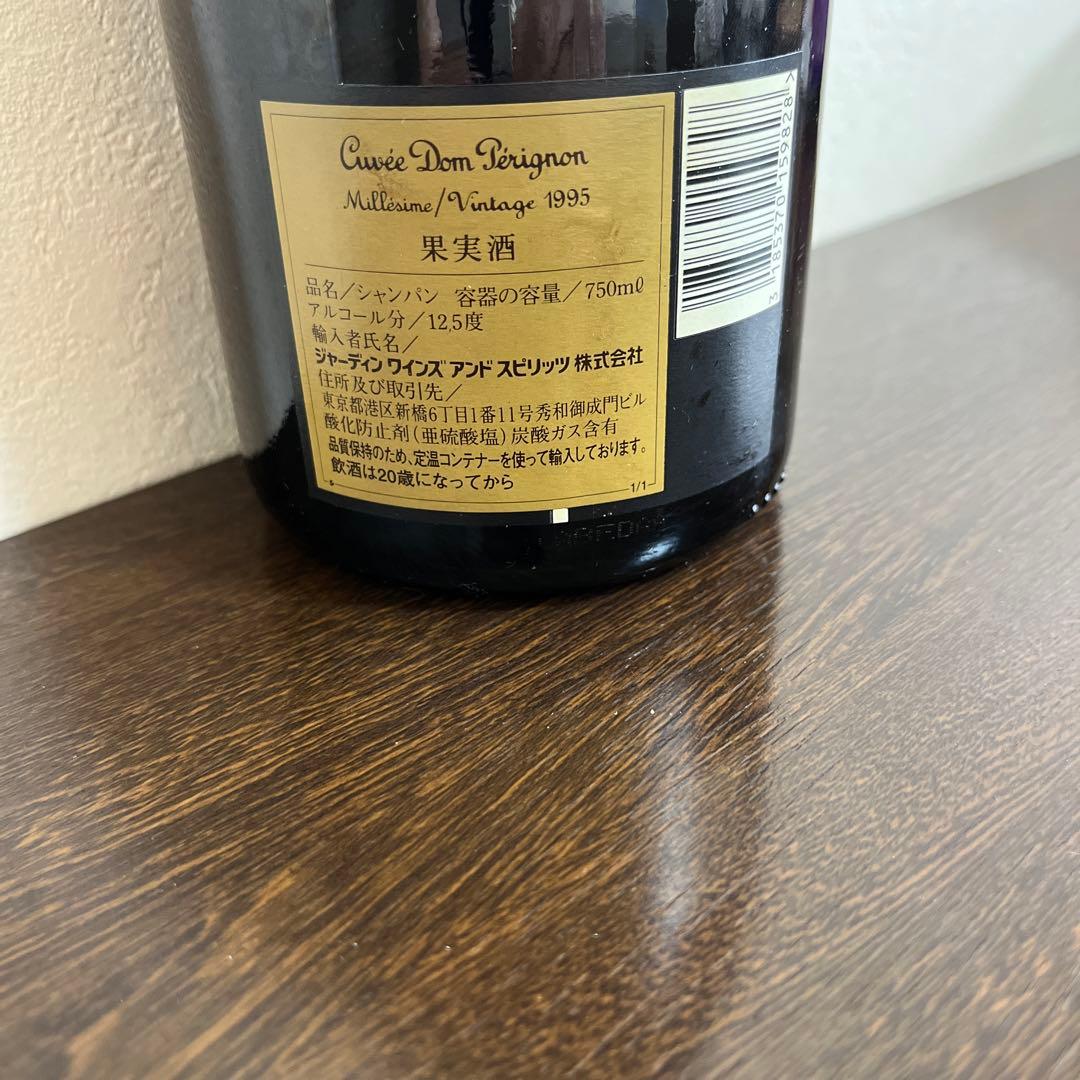 Cuvée Dom Pérignon
Millésime/Vintage 1995
果実酒
品名/シャンパン 容器の容量/750mℓ
アルコール分/12,5度
輸入者氏名/
ジャーディン ワインズ アンド スピリッツ 株式会社
住所及び取引先/
東京都港区新橋6丁目1番11号秀和御成門ビル
酸化防止剤(亜硫酸塩)炭酸ガス含有
品質保持のため、定温コンテナーを使って輸入しております。
飲酒は20歳になってから
s
1/1
3 185370 159828 >